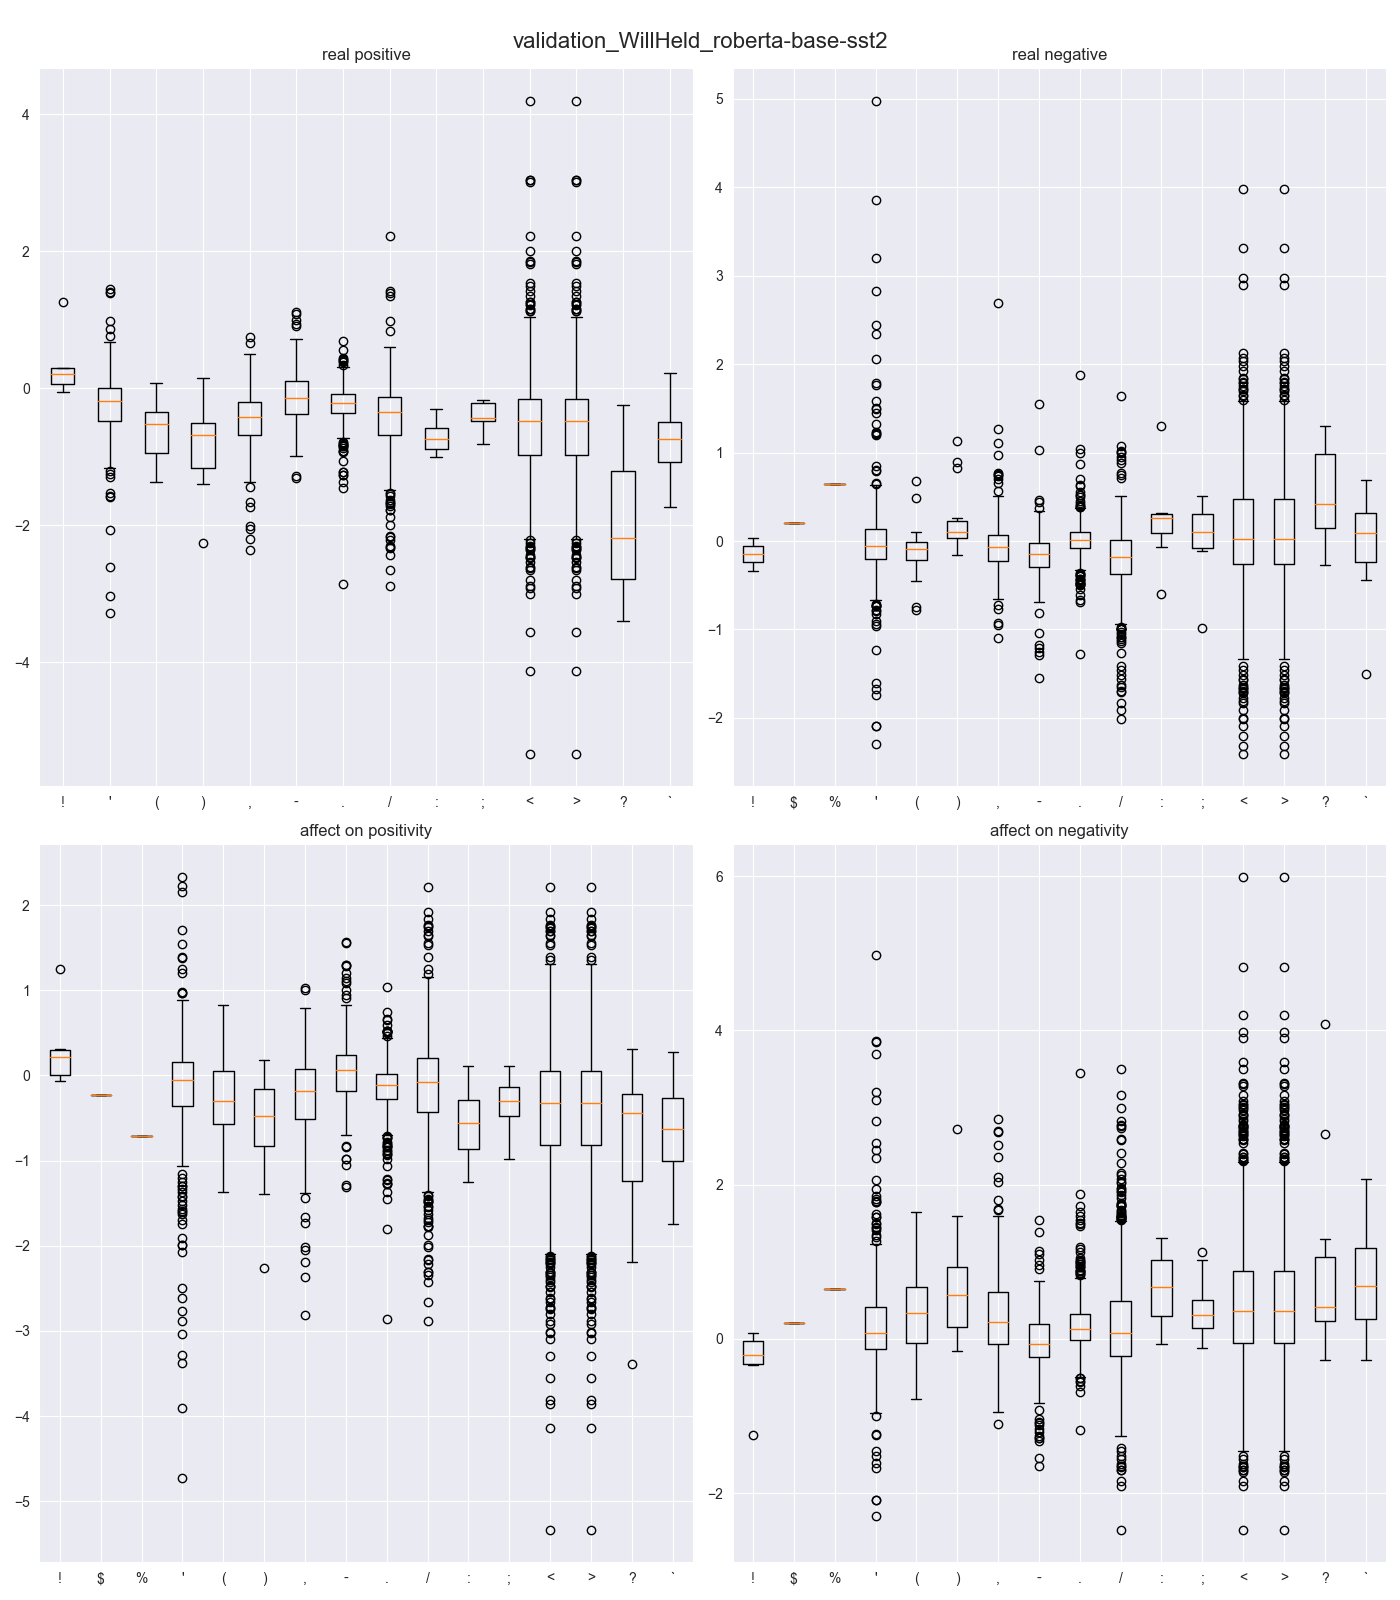 validation_WillHeld_roberta-base-sst2
real positive
real negative
4
2
0
−2
−4
! ' ( ) , - . / : ; < > ? `
5
4
3
2
1
0
−1
−2
! $ % ' ( ) , - . / : ; < > ? `
affect on positivity
affect on negativity
2
1
0
−1
−2
−3
−4
−5
! $ % ' ( ) , - . / : ; < > ? `
6
4
2
0
−2
! $ % ' ( ) , - . / : ; < > ? `